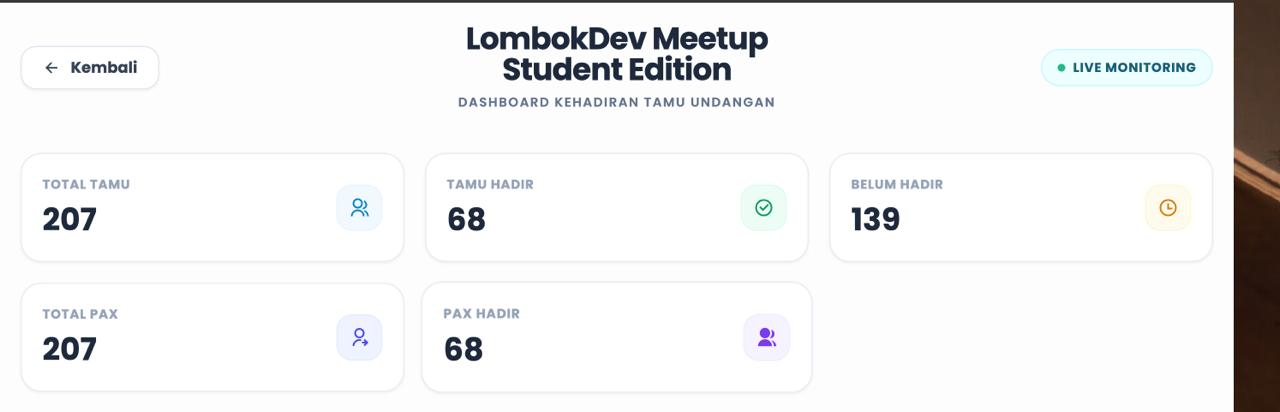 LombokDev Meetup
Student Edition
Kembali
LIVE MONITORING
DASHBOARD KEHADIRAN TAMU UNDANGAN
TOTAL TAMU
207
TAMU HADIR
68
BELUM HADIR
139
TOTAL PAX
207
PAX HADIR
68